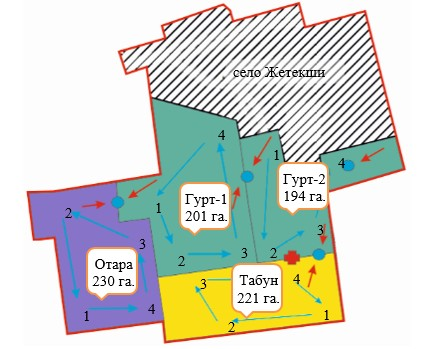 село Жетекши
4
1
4
Гурт-2
194 га.
Гурт-1
201 га.
1
2
3
2
3
2
3
Отара
230 га.
1
4
Табун
221 га.
3
4
2
1